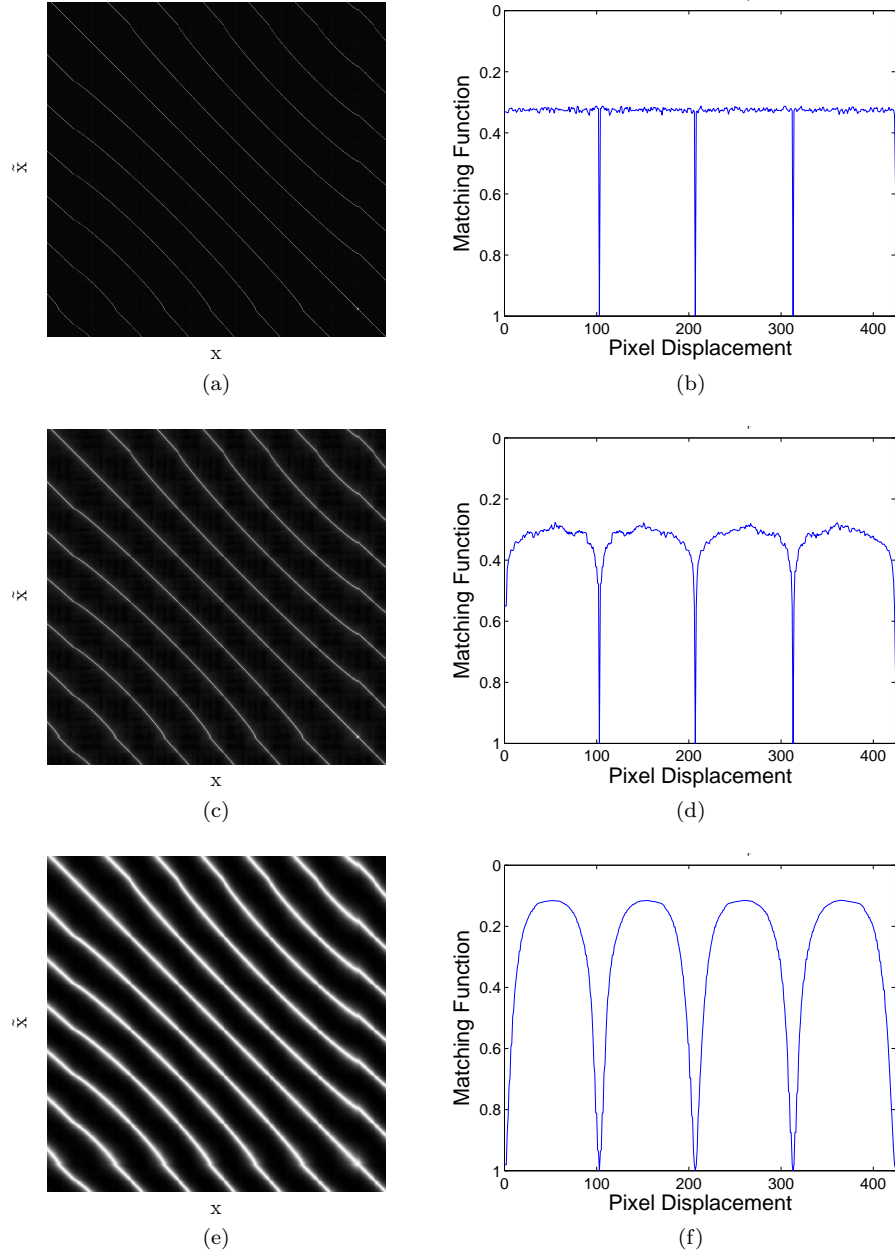 x̃
x
(a)
0
0.2
0.4
0.6
0.8
1
Matching Function
0 100 200 300 400
Pixel Displacement
(b)
x̃
x
(c)
0
0.2
0.4
0.6
0.8
1
Matching Function
0 100 200 300 400
Pixel Displacement
(d)
x̃
x
(e)
0
0.2
0.4
0.6
0.8
1
Matching Function
0 100 200 300 400
Pixel Displacement
(f)